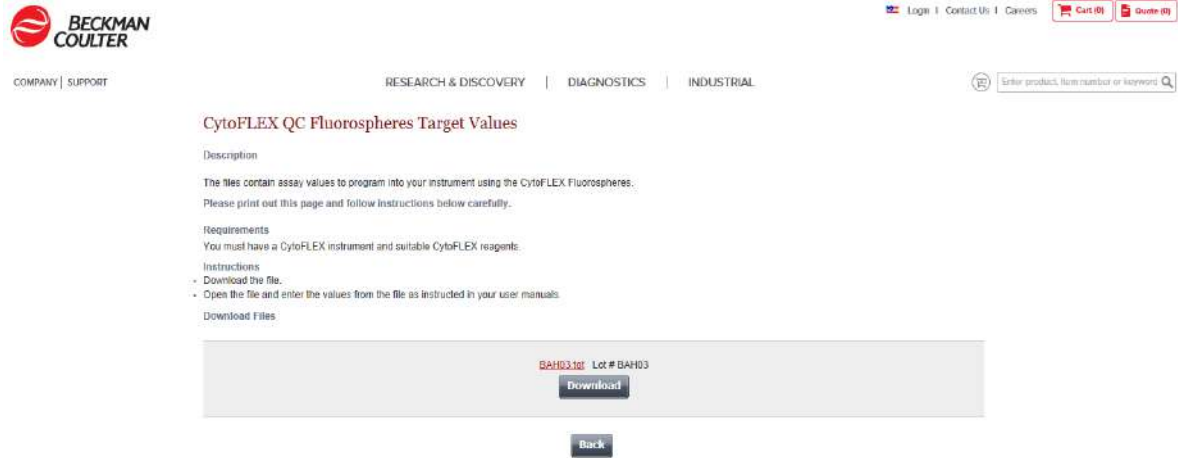 BECKMAN
COULTER
Login | Contact Us | Careers
Cart (0)
Quote (0)
COMPANY | SUPPORT
RESEARCH & DISCOVERY | DIAGNOSTICS | INDUSTRIAL
Enter product, item number or keyword
CytoFLEX QC Fluorospheres Target Values
Description
The files contain assay values to program into your instrument using the CytoFLEX Fluorospheres.
Please print out this page and follow instructions below carefully.
Requirements
You must have a CytoFLEX instrument and suitable CytoFLEX reagents.
Instructions
- Download the file.
- Open the file and enter the values from the file as instructed in your user manuals.
Download Files
BAH03.tgt Lot # BAH03
Download
Back